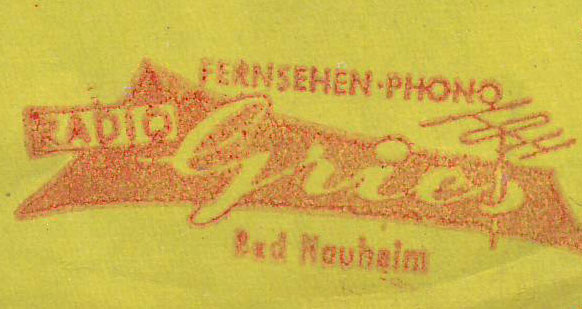 FERNSEHEN·PHONO
RADIO
Gries
Bad Nauheim